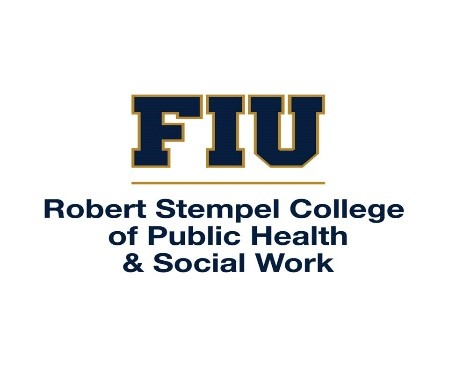 FIU
Robert Stempel College
of Public Health
& Social Work